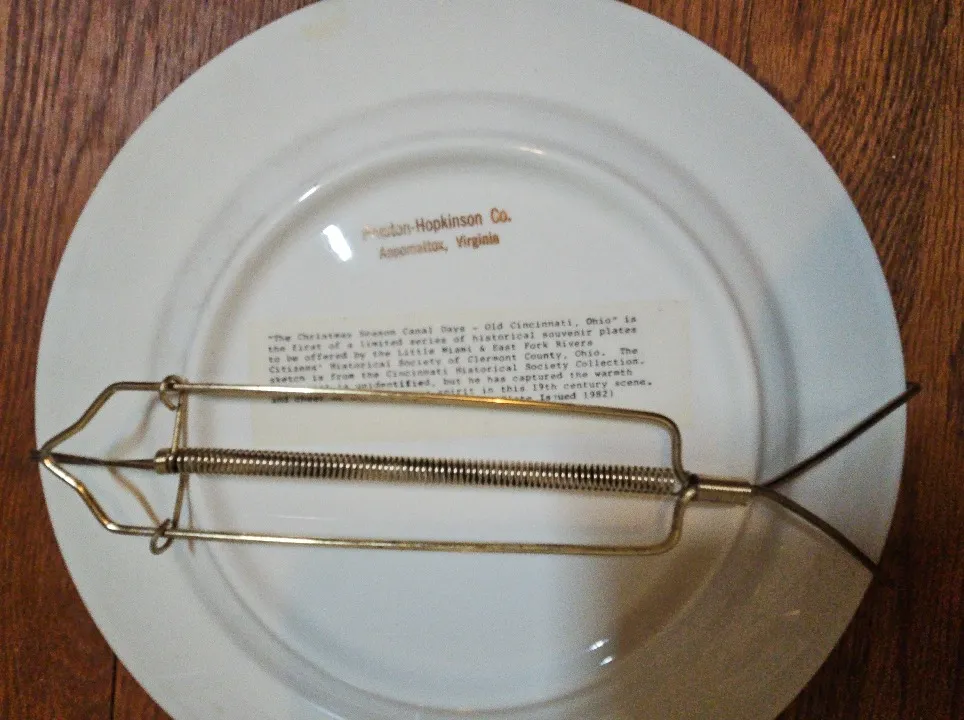 Hopkinson Co.
Appomattox, Virginia
"The Christmas Season Canal Days - Old Cincinnati, Ohio" is
the first of a limited series of historical souvenir plates
to be offered by the Little Miami & East Fork Rivers
Citizens' Historical Society of Clermont County, Ohio. The
sketch is from the Cincinnati Historical Society Collection.
unidentified, but he has captured the warmth
and cheer spirit in this 19th century scene.
Issued 1982)